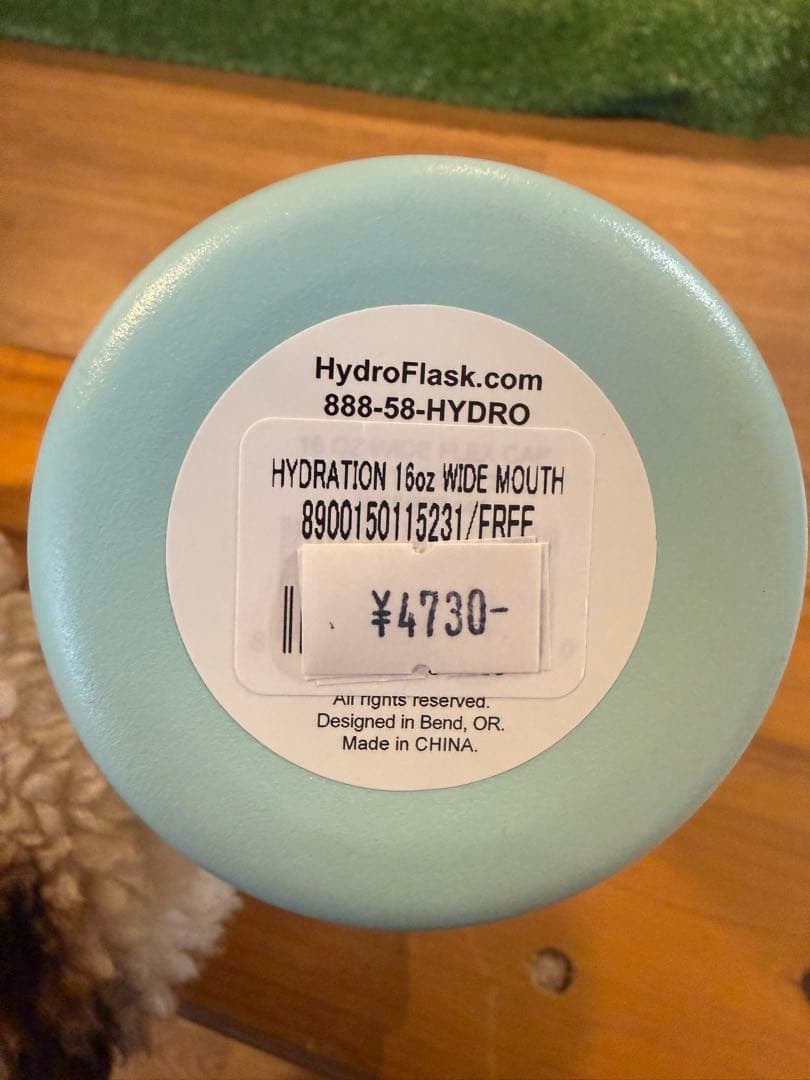 HydroFlask.com
888-58-HYDRO
HYDRATION 16oz WIDE MOUTH
8900150115231/FREE
¥4730-
All rights reserved.
Designed in Bend, OR.
Made in CHINA.